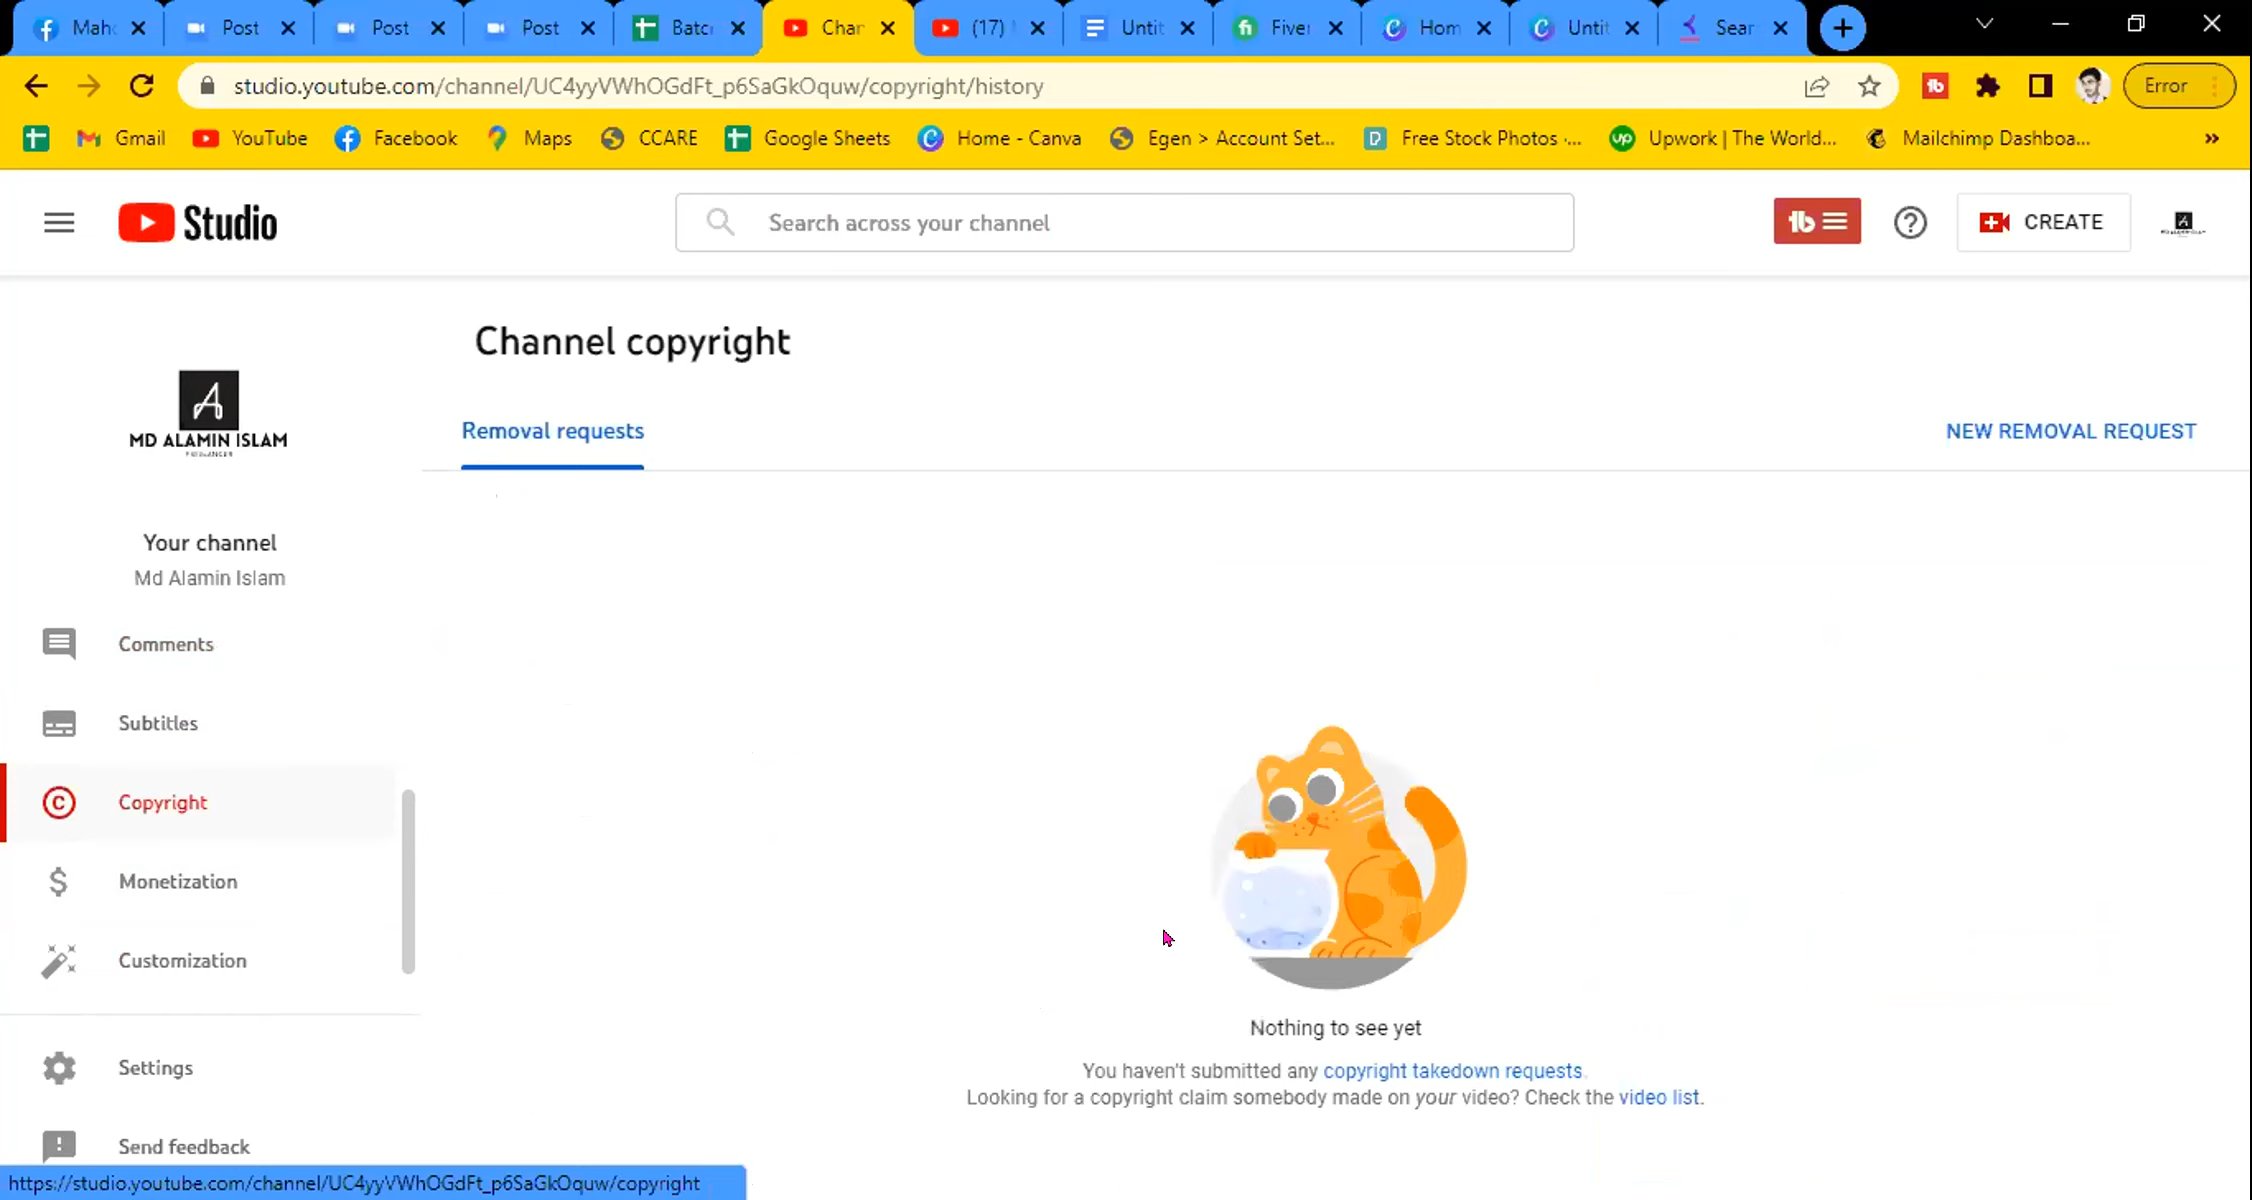 Maho
Post
Post
Post
Batc
Chan
(17)
Untit
Fiver
Hom
Untit
Sear
studio.youtube.com/channel/UC4yyVWhOGdFt_p6SaGkOquw/copyright/history
Error
Gmail
YouTube
Facebook
Maps
CCARE
Google Sheets
Home - Canva
Egen > Account Set...
Free Stock Photos ·...
Upwork | The World...
Mailchimp Dashboa...
Studio
Search across your channel
CREATE
Channel copyright
Removal requests
NEW REMOVAL REQUEST
MD ALAMIN ISLAM
FREELANCER
Your channel
Md Alamin Islam
Comments
Subtitles
Copyright
Monetization
Customization
Settings
Send feedback
Nothing to see yet
You haven't submitted any copyright takedown requests.
Looking for a copyright claim somebody made on your video? Check the video list.
https://studio.youtube.com/channel/UC4yyVWhOGdFt_p6SaGkOquw/copyright